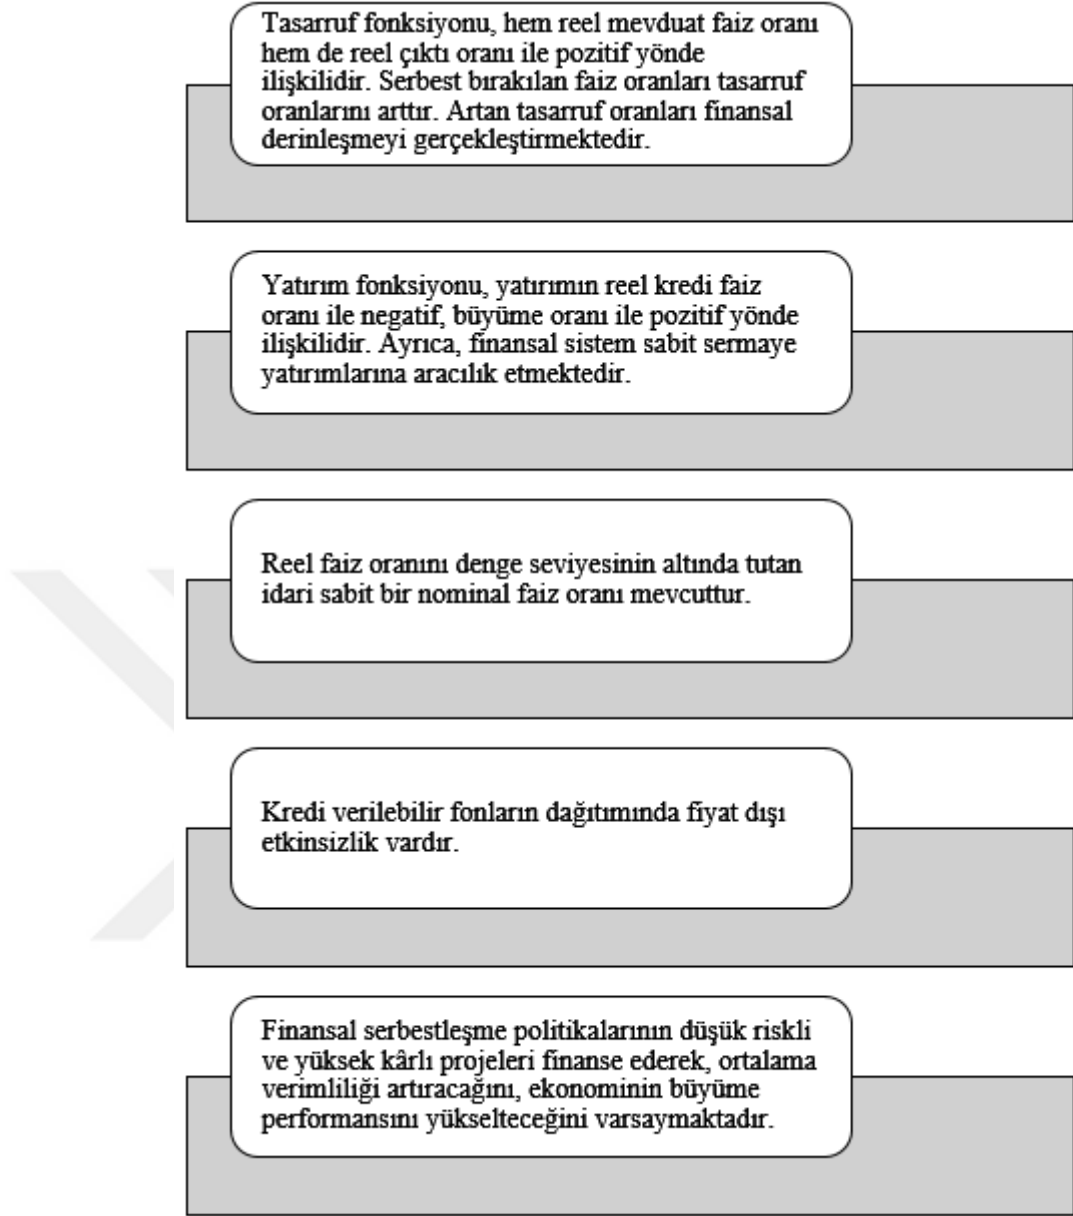 Tasarruf fonksiyonu, hem reel mevduat faiz oranı
hem de reel çıktı oranı ile pozitif yönde
ilişkilidir. Serbest bırakılan faiz oranları tasarruf
oranlarını arttır. Artan tasarruf oranları finansal
derinleşmeyi gerçekleştirmektedir.
Yatırım fonksiyonu, yatırımın reel kredi faiz
oranı ile negatif, büyüme oranı ile pozitif yönde
ilişkilidir. Ayrıca, finansal sistem sabit sermaye
yatırımlarına aracılık etmektedir.
Reel faiz oranını denge seviyesinin altında tutan
idari sabit bir nominal faiz oranı mevcuttur.
Kredi verilebilir fonların dağıtımında fiyat dışı
etkinsizlik vardır.
Finansal serbestleşme politikalarının düşük riskli
ve yüksek kârlı projeleri finanse ederek, ortalama
verimliliği artıracağını, ekonominin büyüme
performansını yükselteceğini varsaymaktadır.